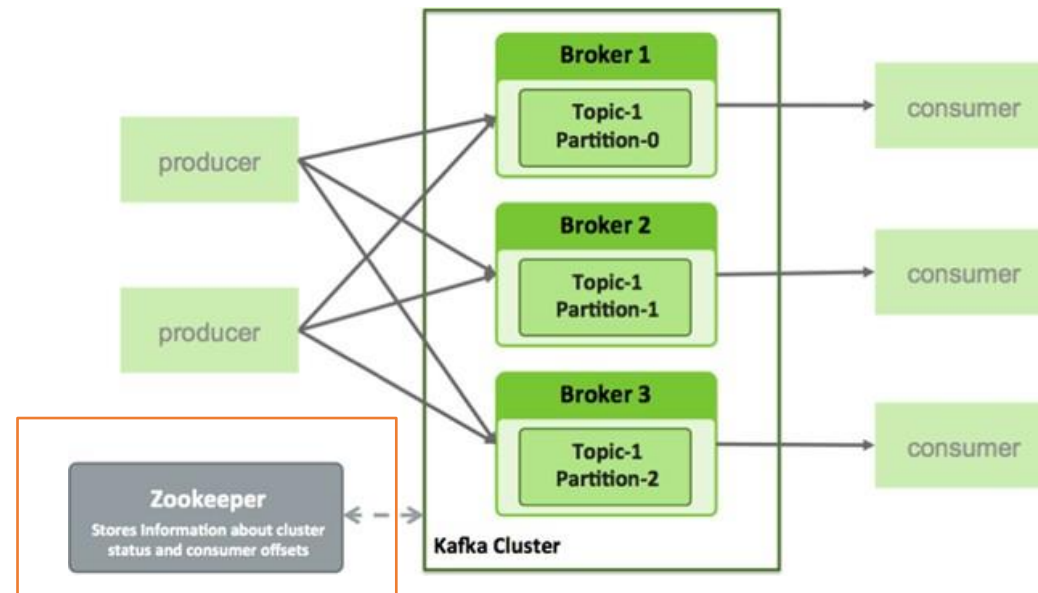 Broker 1
Topic-1
Partition-0
consumer
producer
Broker 2
Topic-1
Partition-1
consumer
producer
Broker 3
Topic-1
Partition-2
consumer
Zookeeper
Stores Information about cluster
status and consumer offsets
Kafka Cluster